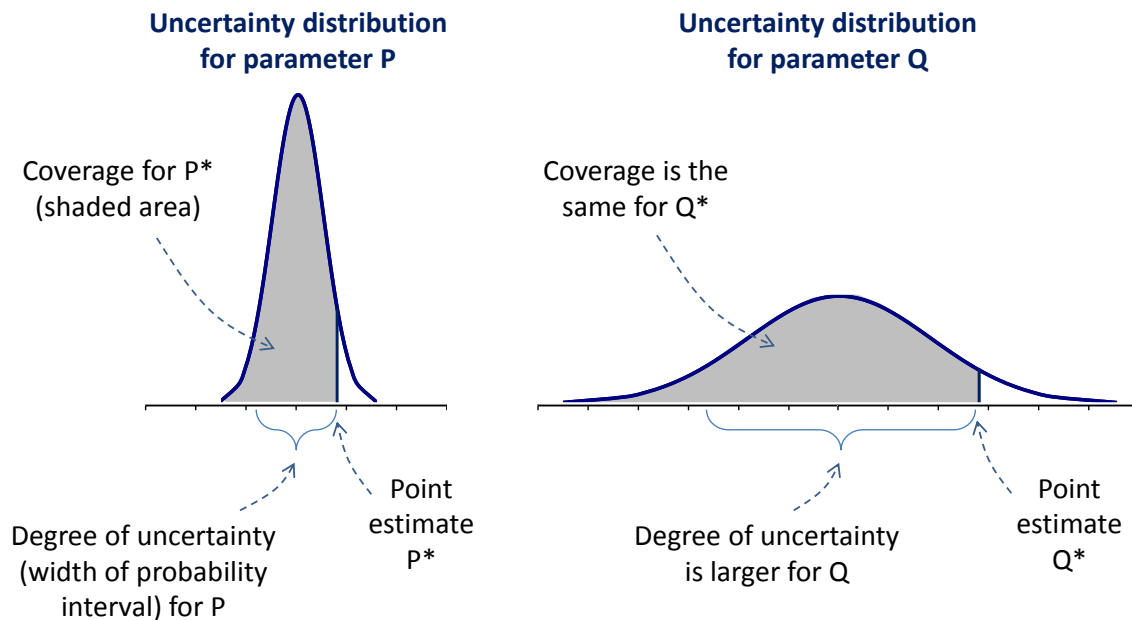 Uncertainty distribution
for parameter P
Uncertainty distribution
for parameter Q
Coverage for P*
(shaded area)
Coverage is the
same for Q*
Point
estimate
P*
Degree of uncertainty
(width of probability
interval) for P
Degree of uncertainty
is larger for Q
Point
estimate
Q*